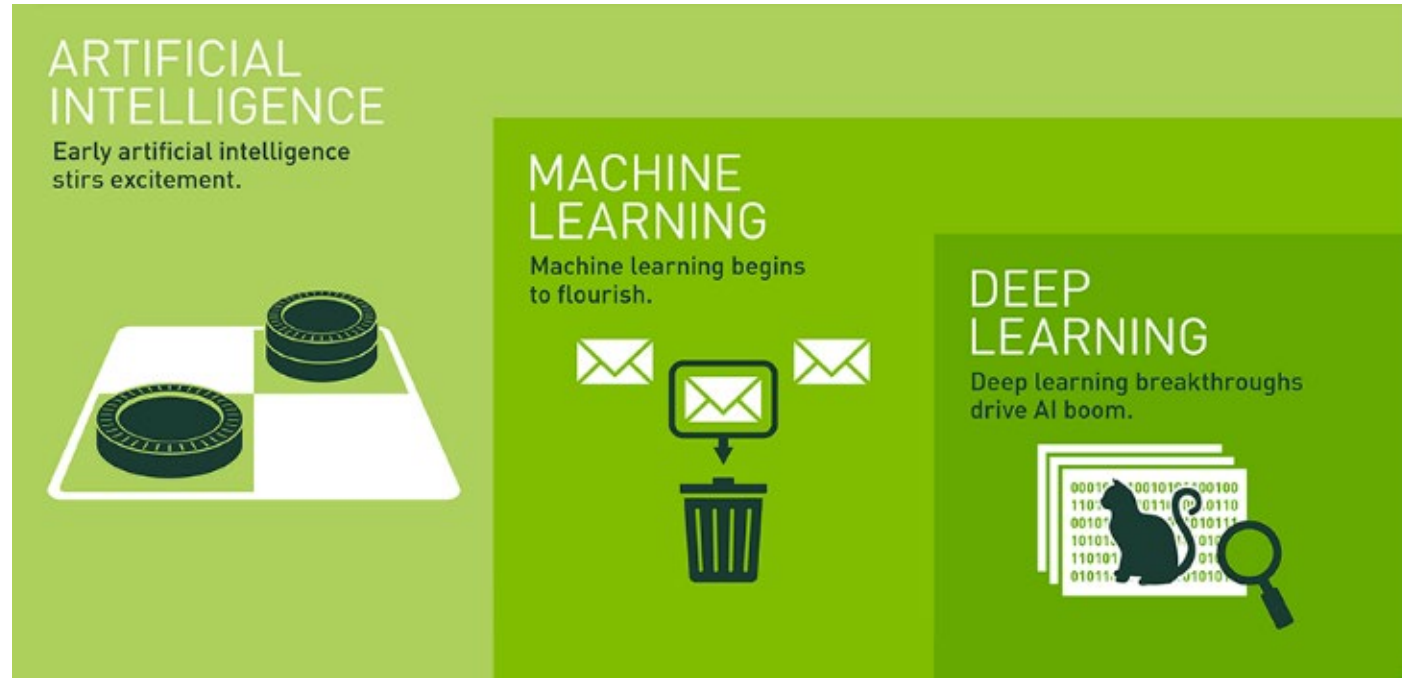 ARTIFICIAL
INTELLIGENCE
Early artificial intelligence
stirs excitement.
MACHINE
LEARNING
Machine learning begins
to flourish.
DEEP
LEARNING
Deep learning breakthroughs
drive AI boom.